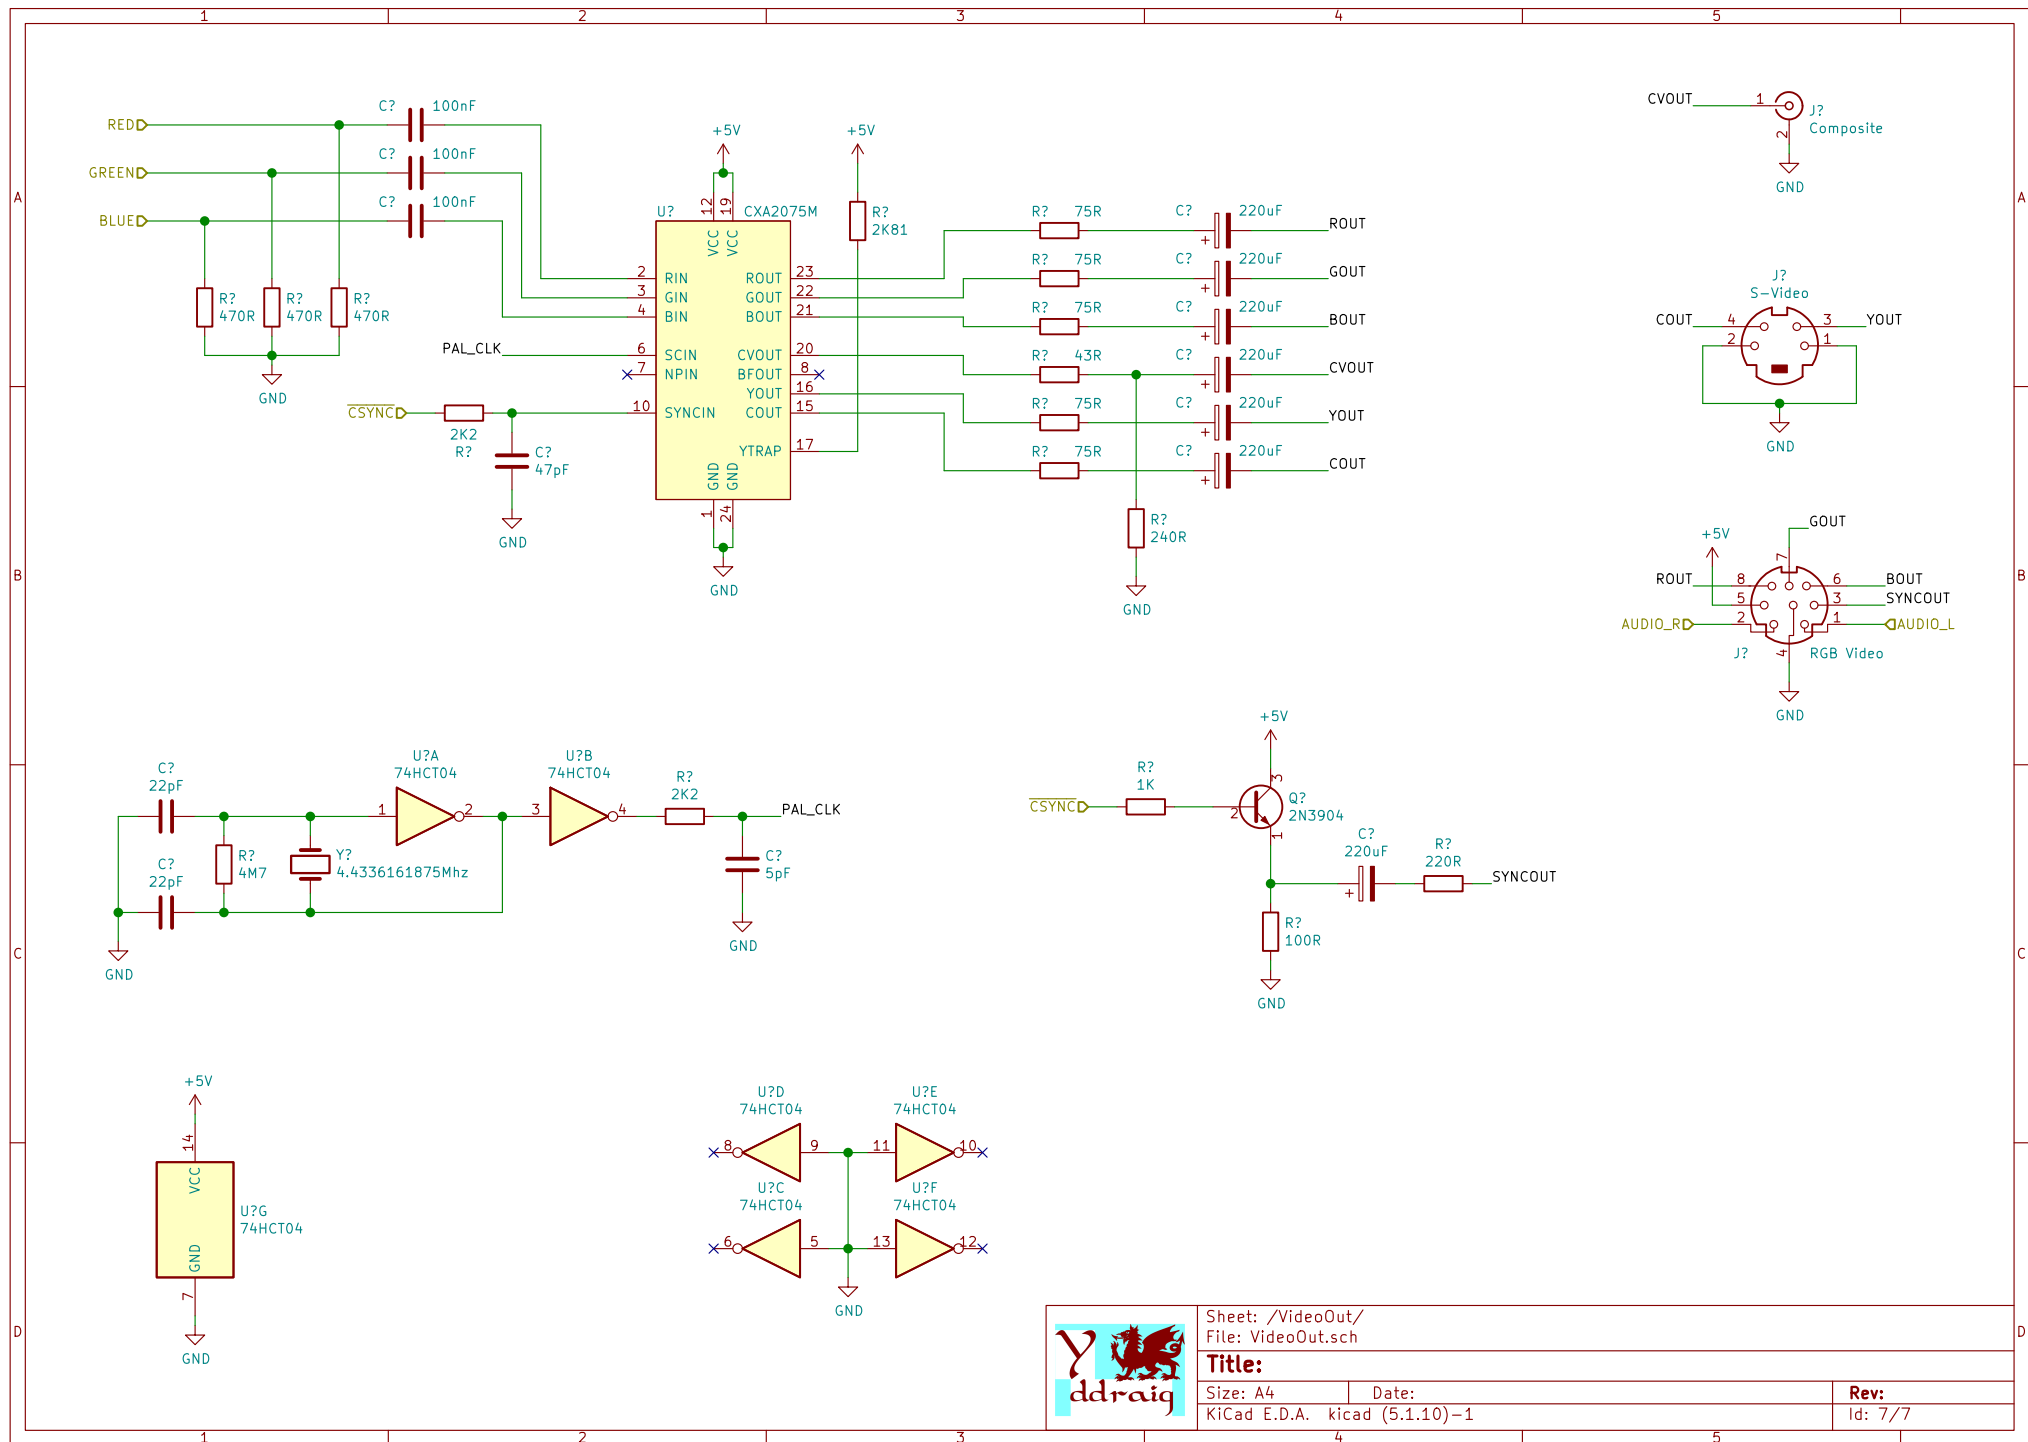 1 2 3 4 5
A A
B B
C C
D D
1 2 3 4 5
RED
GREEN
BLUE
C? 100nF
C? 100nF
C? 100nF
R?
470R
R?
470R
R?
470R
GND
PAL_CLK
CSYNC
2K2
R?
C?
47pF
GND
+5V
U? CXA2075M
12 VCC
19 VCC
2 RIN
3 GIN
4 BIN
6 SCIN
7 NPIN
10 SYNCIN
ROUT 23
GOUT 22
BOUT 21
CVOUT 20
BFOUT 8
YOUT 16
COUT 15
YTRAP 17
GND 1
GND 24
GND
+5V
R?
2K81
R? 75R C? 220uF ROUT
+
R? 75R C? 220uF GOUT
+
R? 75R C? 220uF BOUT
+
R? 43R C? 220uF CVOUT
+
R? 75R C? 220uF YOUT
+
R? 75R C? 220uF COUT
+
R?
240R
GND
CVOUT 1
2
J?
Composite
GND
J?
S-Video
COUT 4 3 YOUT
2 1
GND
GOUT
+5V
7
ROUT 8 6 BOUT
5 3 SYNCOUT
AUDIO_R 2 1 AUDIO_L
J? 4 RGB Video
GND
C?
22pF
C?
22pF
GND
R?
4M7
Y?
4.4336161875Mhz
U?A
74HCT04
1 2
U?B
74HCT04
3 4
R?
2K2
PAL_CLK
C?
5pF
GND
+5V
CSYNC
R?
1K
2
3
1
Q?
2N3904
C?
220uF
+
R?
220R
SYNCOUT
R?
100R
GND
+5V
14
VCC
U?G
74HCT04
GND
7
GND
U?D
74HCT04
8 9
U?E
74HCT04
11 10
U?C
74HCT04
6 5
U?F
74HCT04
13 12
GND
Y
ddraig
Sheet: /VideoOut/
File: VideoOut.sch
Title:
Size: A4 Date: Rev:
KiCad E.D.A. kicad (5.1.10)-1 Id: 7/7